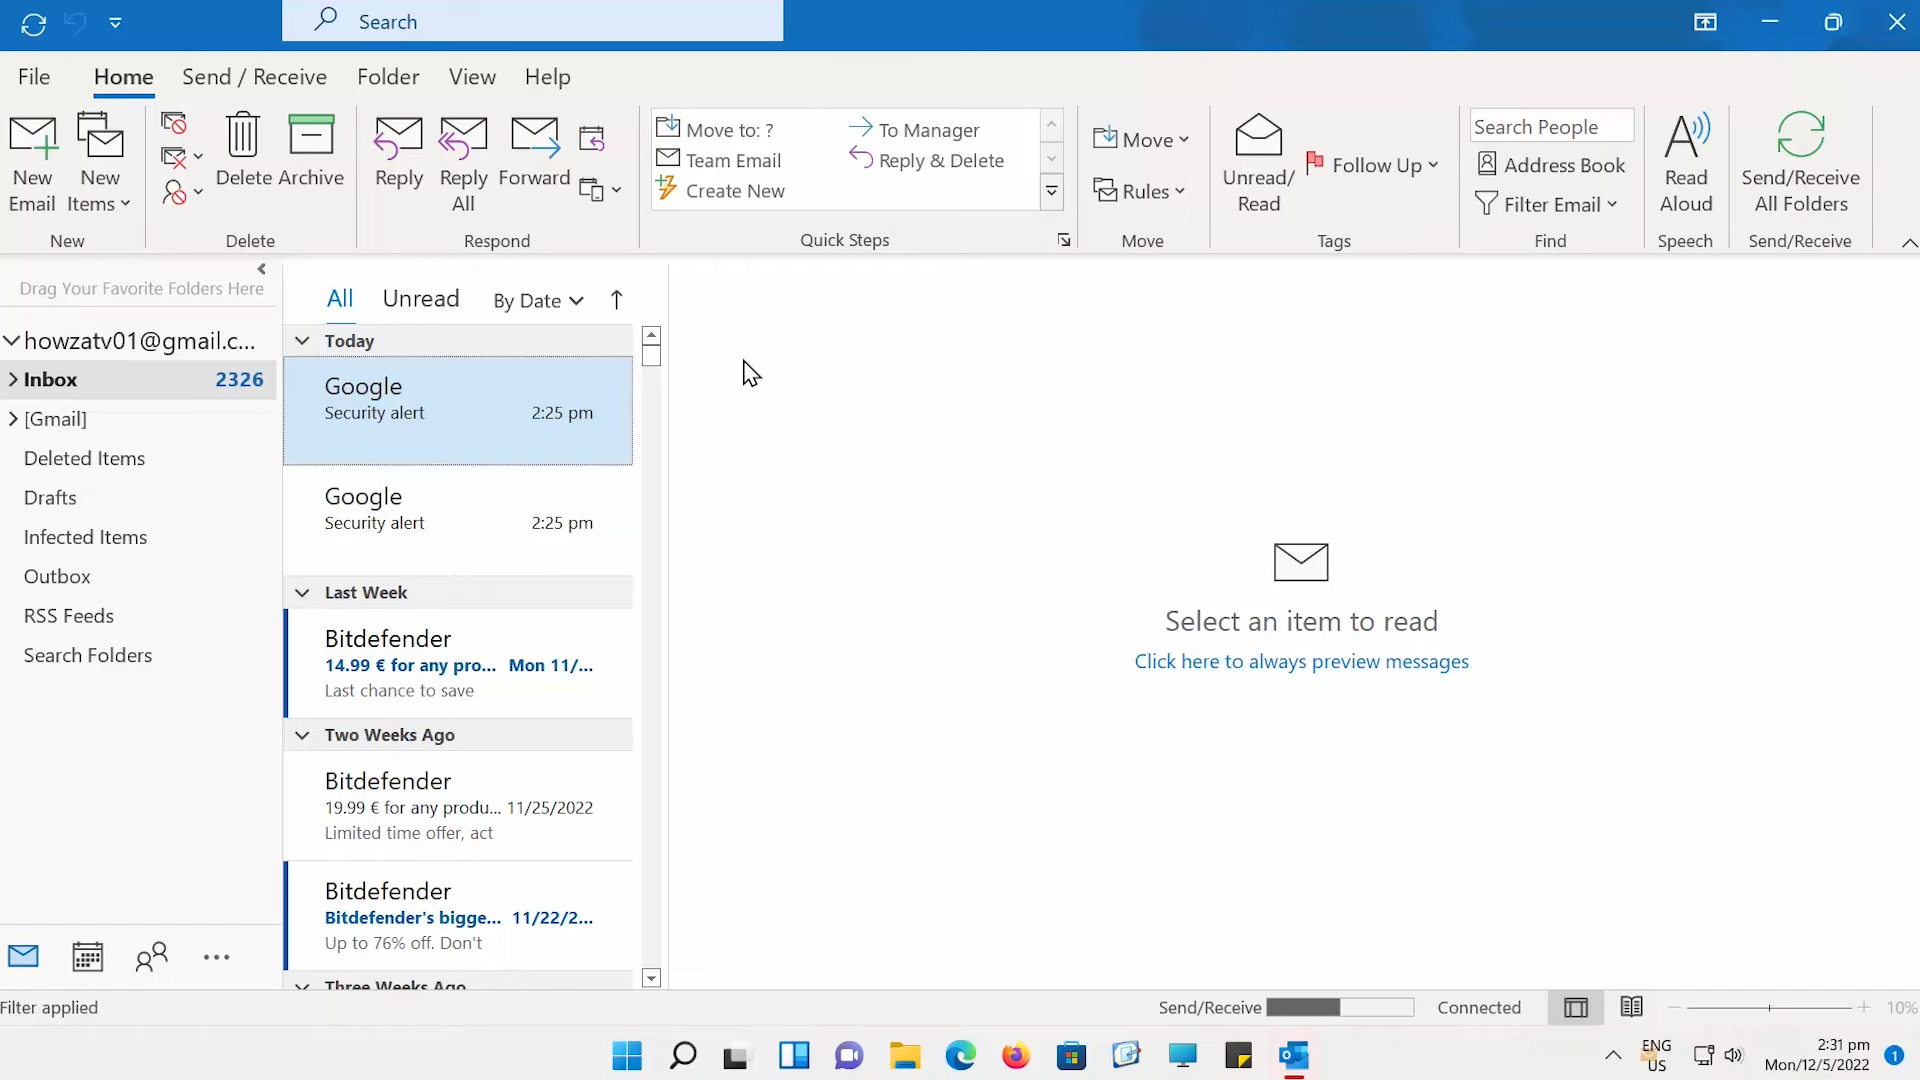 Search
File Home Send / Receive Folder View Help
New Email
New Items
Delete
Archive
Reply
Reply All
Forward
Move to: ?
To Manager
Team Email
Reply & Delete
Create New
Move
Rules
Unread/ Read
Follow Up
Search People
Address Book
Filter Email
Read Aloud
Send/Receive All Folders
New
Delete
Respond
Quick Steps
Move
Tags
Find
Speech
Send/Receive
Drag Your Favorite Folders Here
howzatv01@gmail.c...
Inbox 2326
[Gmail]
Deleted Items
Drafts
Infected Items
Outbox
RSS Feeds
Search Folders
All Unread By Date
Today
Google
Security alert 2:25 pm
Google
Security alert 2:25 pm
Last Week
Bitdefender
14.99 € for any pro... Mon 11/...
Last chance to save
Two Weeks Ago
Bitdefender
19.99 € for any produ... 11/25/2022
Limited time offer, act
Bitdefender
Bitdefender's bigge... 11/22/2...
Up to 76% off. Don't
Three Weeks Ago
Select an item to read
Click here to always preview messages
Filter applied
Send/Receive
Connected
10%
ENG
US
2:31 pm
Mon/12/5/2022
1